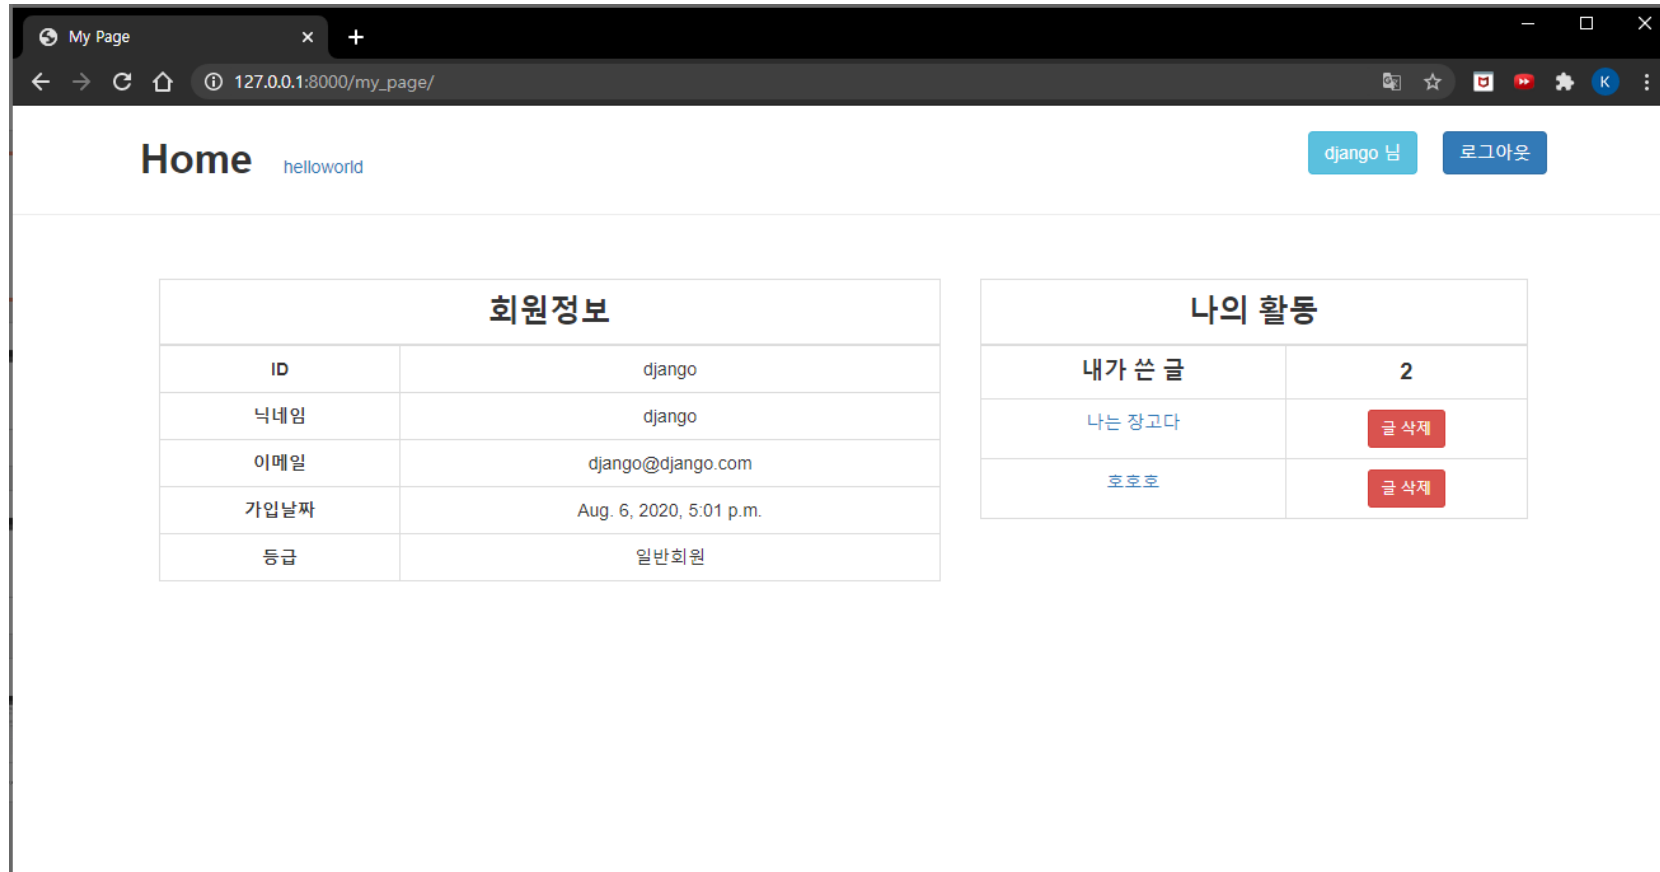 My Page
127.0.0.1:8000/my_page/
K
Home helloworld django 님 로그아웃
회원정보
ID django
닉네임 django
이메일 django@django.com
가입날짜 Aug. 6, 2020, 5:01 p.m.
등급 일반회원
나의 활동
내가 쓴 글 2
나는 장고다 글 삭제
호호호 글 삭제